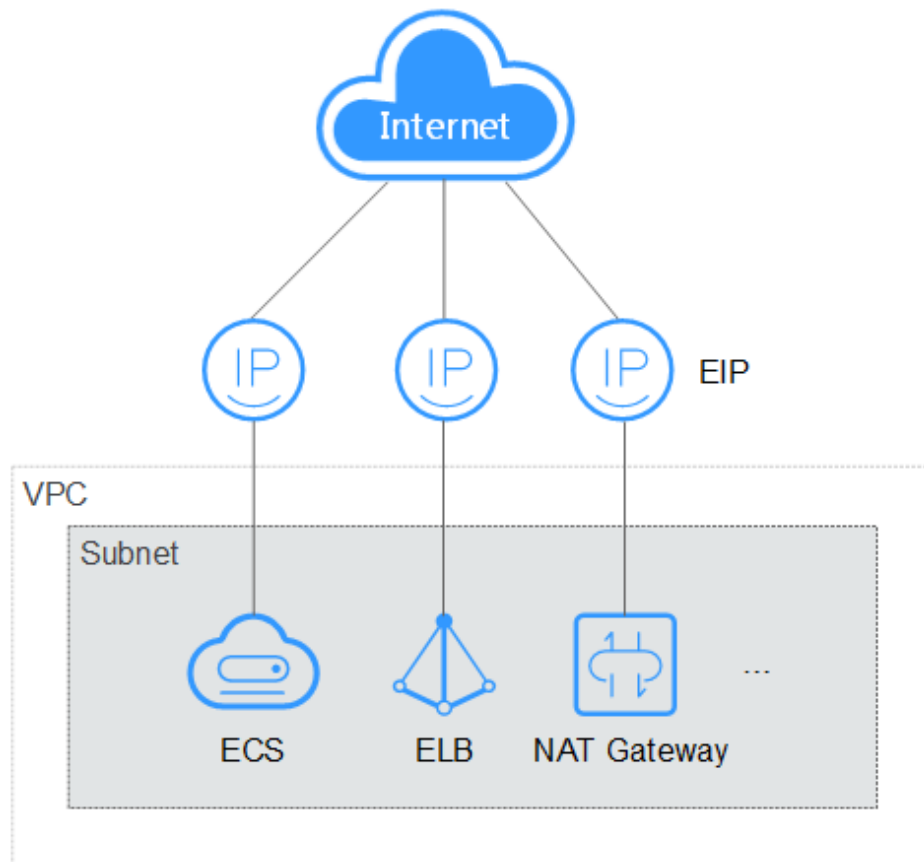 Internet
IP IP IP EIP
VPC
Subnet
...
ECS ELB NAT Gateway